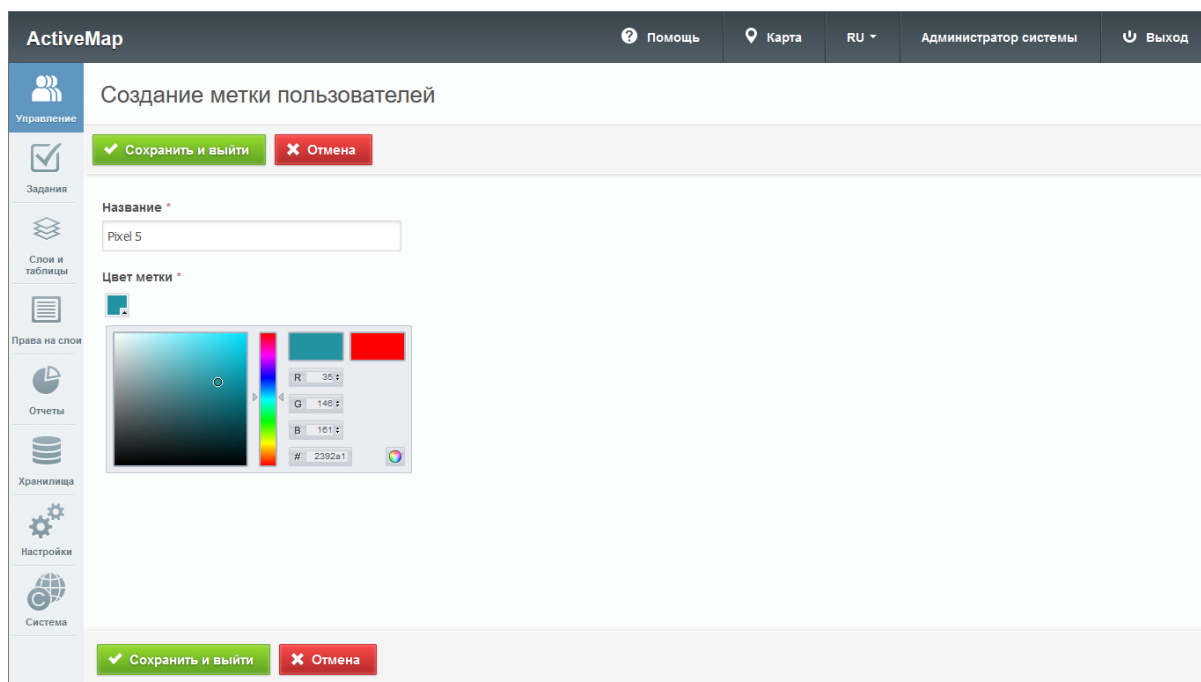 ActiveMap
Помощь
Карта
RU
Администратор системы
Выход
Управление
Задания
Слои и
таблицы
Права на слои
Отчеты
Хранилища
Настройки
Система
Создание метки пользователей
Сохранить и выйти
Отмена
Название *
Pixel 5
Цвет метки *
R 35
G 146
B 161
# 2392a1
Сохранить и выйти
Отмена